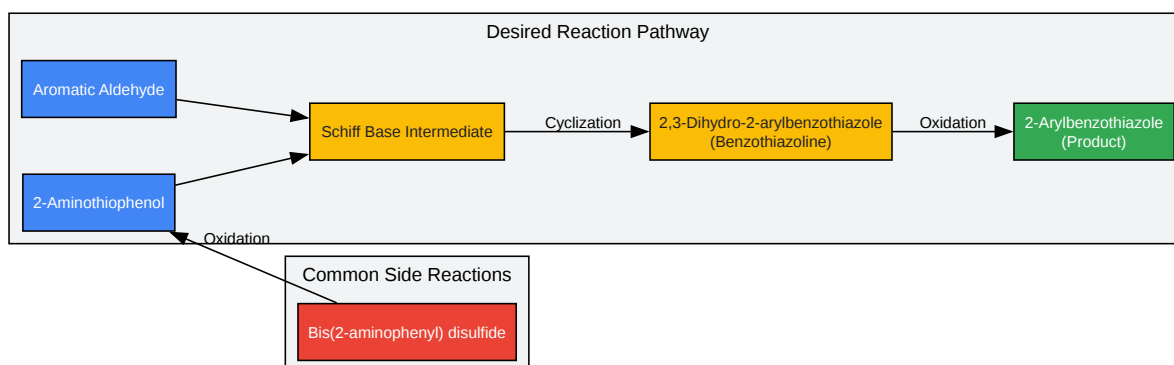 Desired Reaction Pathway
Aromatic Aldehyde
Schiff Base Intermediate
Cyclization
2,3-Dihydro-2-arylbenzothiazole
(Benzothiazoline)
Oxidation
2-Arylbenzothiazole
(Product)
2-Aminothiophenol
Oxidation
Common Side Reactions
Bis(2-aminophenyl) disulfide